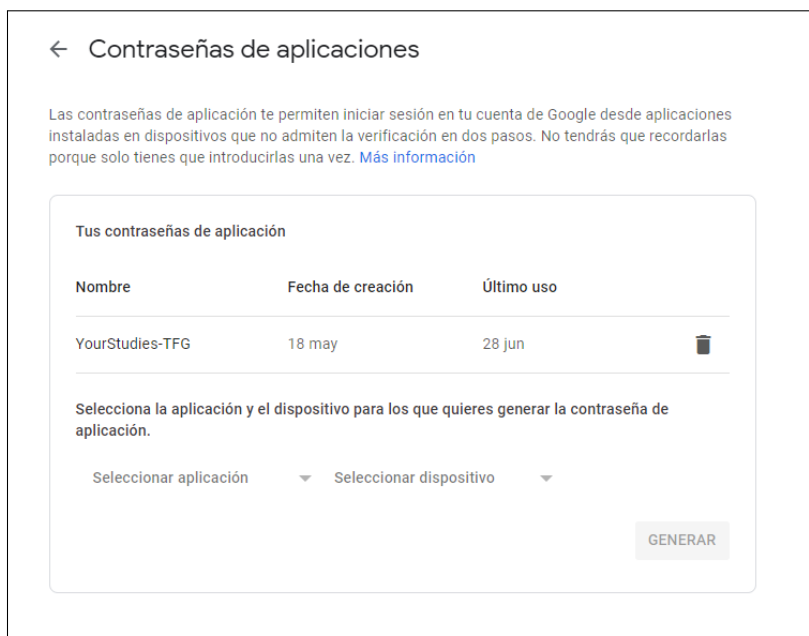 Contraseñas de aplicaciones
Las contraseñas de aplicación te permiten iniciar sesión en tu cuenta de Google desde aplicaciones
instaladas en dispositivos que no admiten la verificación en dos pasos. No tendrás que recordarlas
porque solo tienes que introducirlas una vez. Más información
Tus contraseñas de aplicación
Nombre Fecha de creación Último uso
YourStudies-TFG 18 may 28 jun
Selecciona la aplicación y el dispositivo para los que quieres generar la contraseña de
aplicación.
Seleccionar aplicación Seleccionar dispositivo
GENERAR